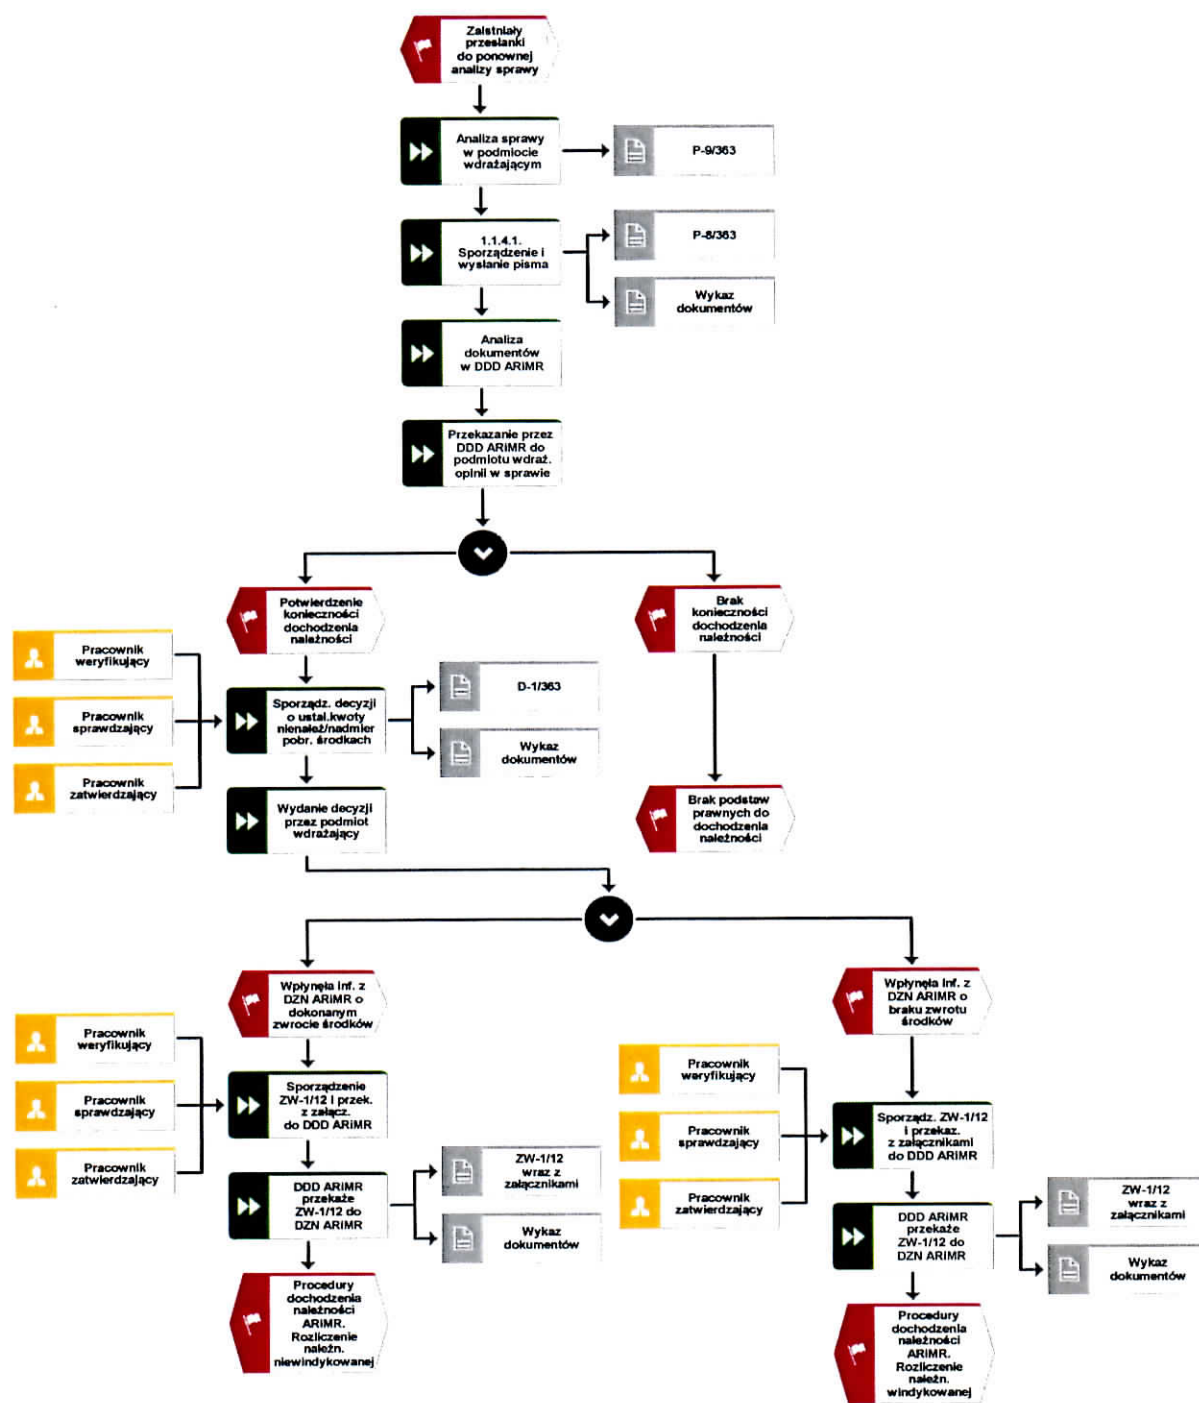 Zaistniały
przesłanki
do ponownej
analizy sprawy
Analiza sprawy
w podmiocie
wdrażającym
P-9/363
1.1.4.1.
Sporządzenie i
wysłanie pisma
P-8/363
Wykaz
dokumentów
Analiza
dokumentów
w DDD ARiMR
Przekazanie przez
DDD ARiMR do
podmiotu wdraż.
opinii w sprawie
Potwierdzenie
konieczności
dochodzenia
należności
Brak
konieczności
dochodzenia
należności
Pracownik
weryfikujący
Pracownik
sprawdzający
Pracownik
zatwierdzający
Sporządz. decyzji
o ustal.kwoty
nienależ/nadmier
pobr. środkach
D-1/363
Wykaz
dokumentów
Wydanie decyzji
przez podmiot
wdrażający
Brak podstaw
prawnych do
dochodzenia
należności
Wpłynęła inf. z
DZN ARiMR o
dokonanym
zwrocie środków
Wpłynęła inf. z
DZN ARiMR o
braku zwrotu
środków
Pracownik
weryfikujący
Pracownik
sprawdzający
Pracownik
zatwierdzający
Sporządzenie
ZW-1/12 i przek.
z załącz.
do DDD ARiMR
Pracownik
weryfikujący
Pracownik
sprawdzający
Pracownik
zatwierdzający
Sporządz. ZW-1/12
i przekaz.
z załącznikami
do DDD ARiMR
DDD ARiMR
przekaże
ZW-1/12 do
DZN ARiMR
ZW-1/12
wraz z
załącznikami
Wykaz
dokumentów
DDD ARiMR
przekaże
ZW-1/12 do
DZN ARiMR
ZW-1/12
wraz z
załącznikami
Wykaz
dokumentów
Procedury
dochodzenia
należności
ARiMR.
Rozliczenie
należn.
niewindykowanej
Procedury
dochodzenia
należności
ARiMR.
Rozliczenie
należn.
windykowanej